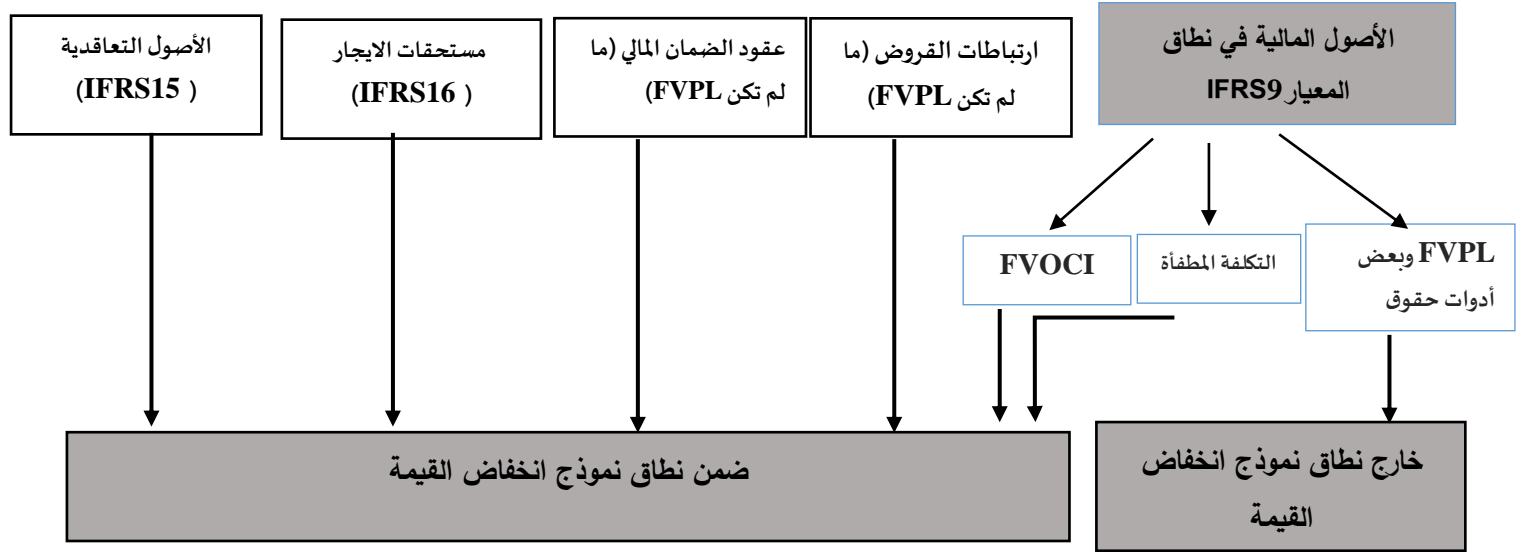 الأصول المالية في نطاق
المعيار IFRS9
ارتباطات القروض (ما
لم تكن FVPL)
عقود الضمان المالي (ما
لم تكن FVPL)
مستحقات الايجار
( IFRS16)
الأصول التعاقدية
( IFRS15)
FVPL وبعض
أدوات حقوق
التكلفة المطفأة
FVOCI
خارج نطاق نموذج انخفاض
القيمة
ضمن نطاق نموذج انخفاض القيمة